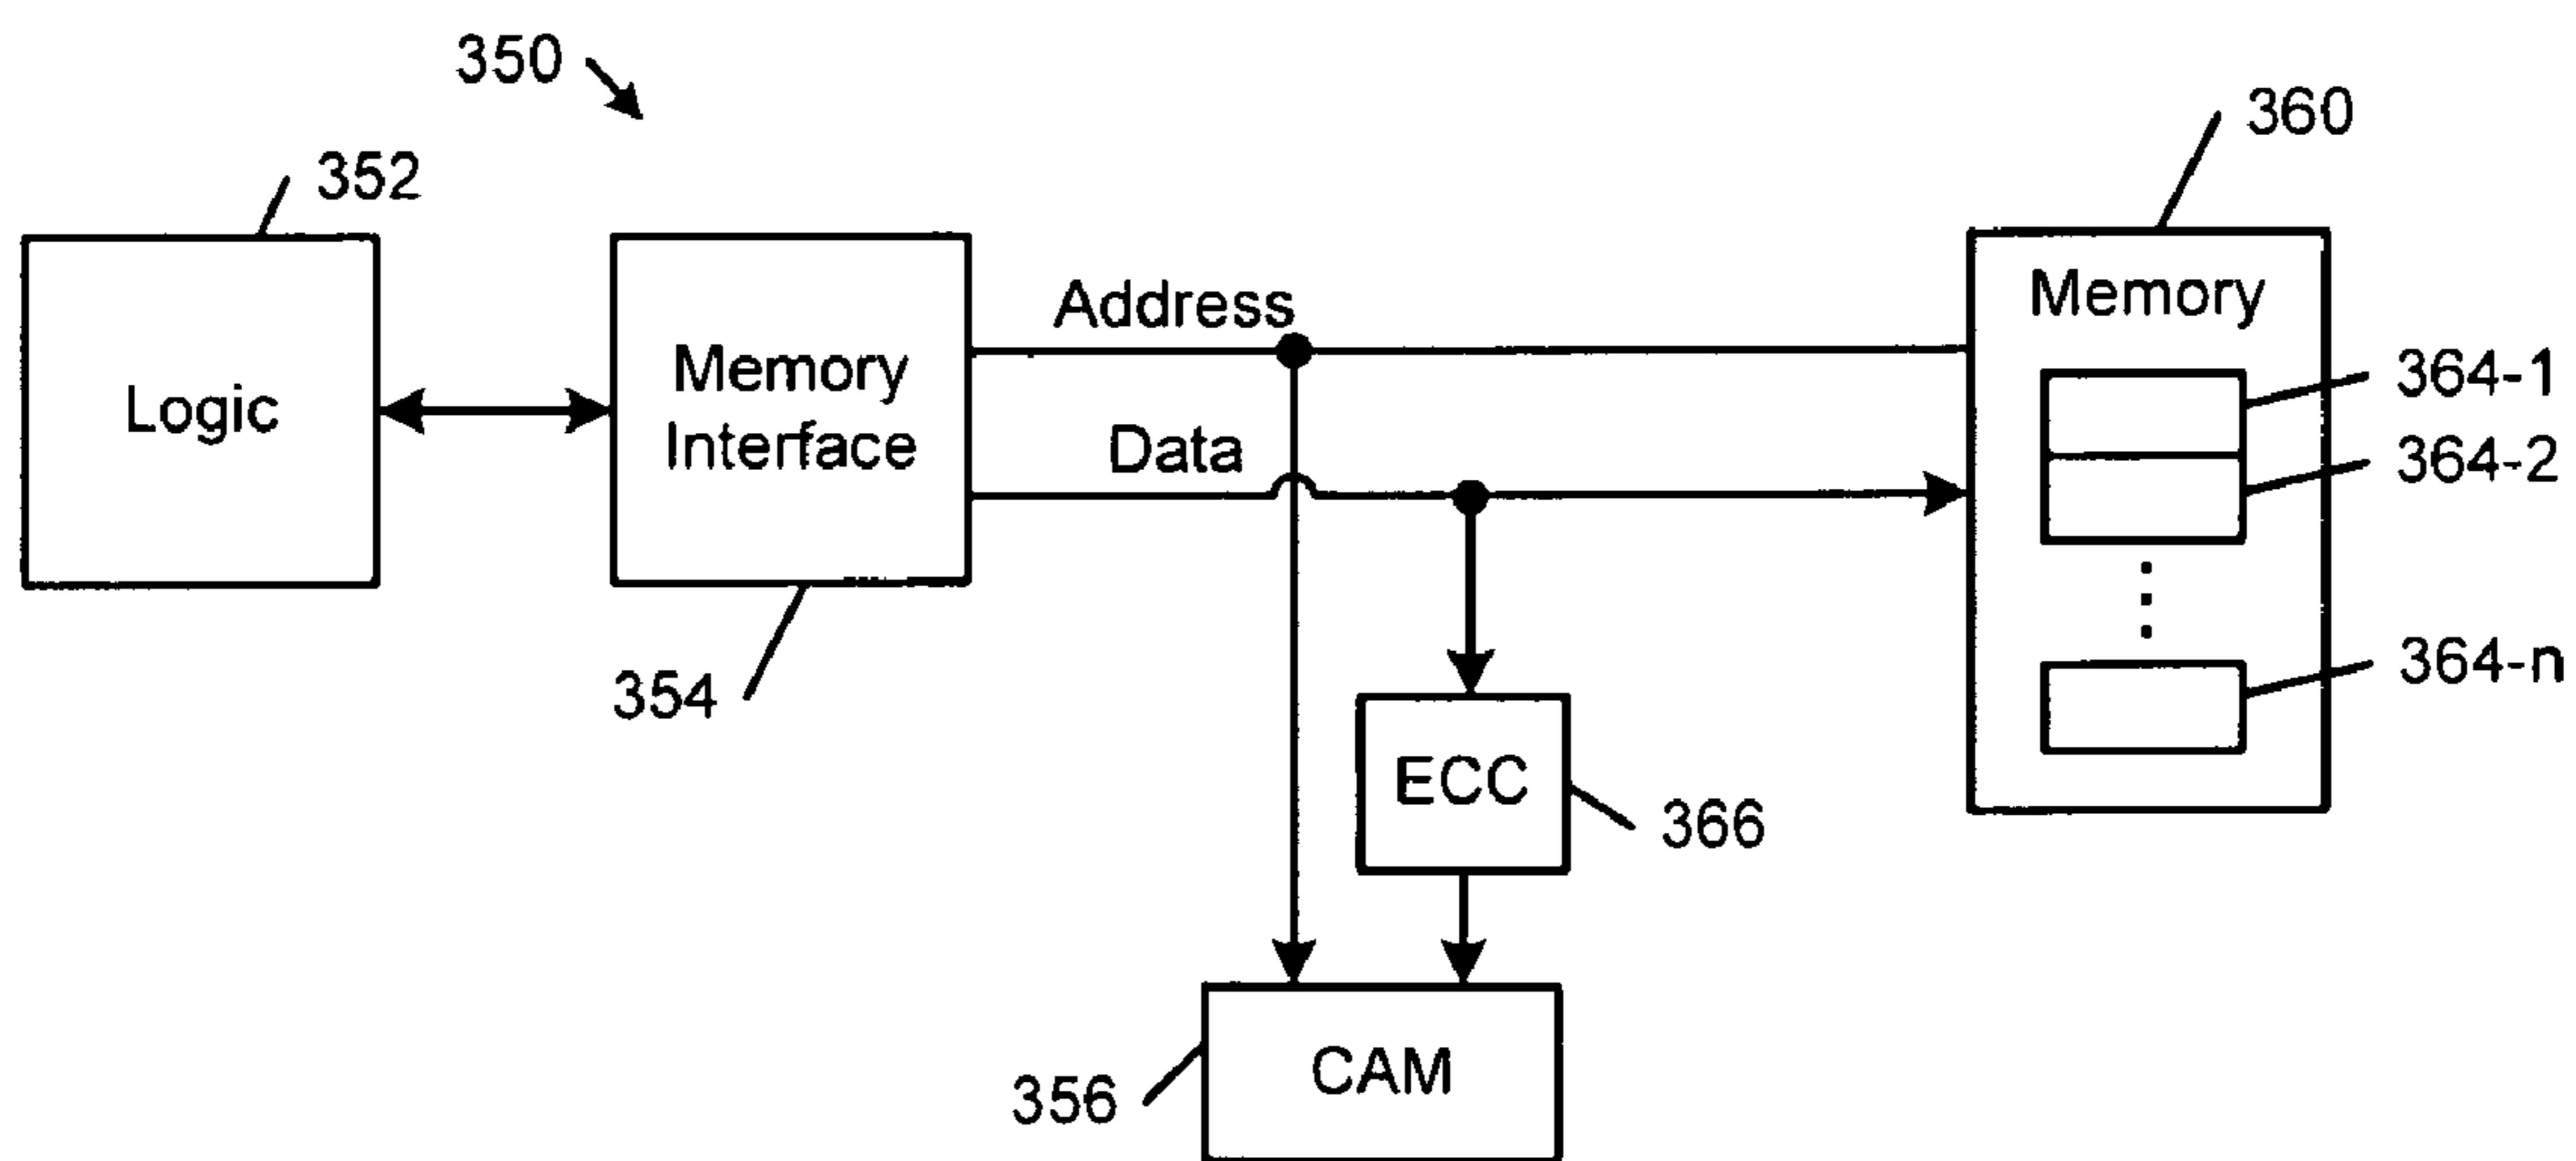 350
352
360
Logic
Memory
Interface
Address
Data
Memory
364-1
364-2
364-n
354
ECC
366
356
CAM